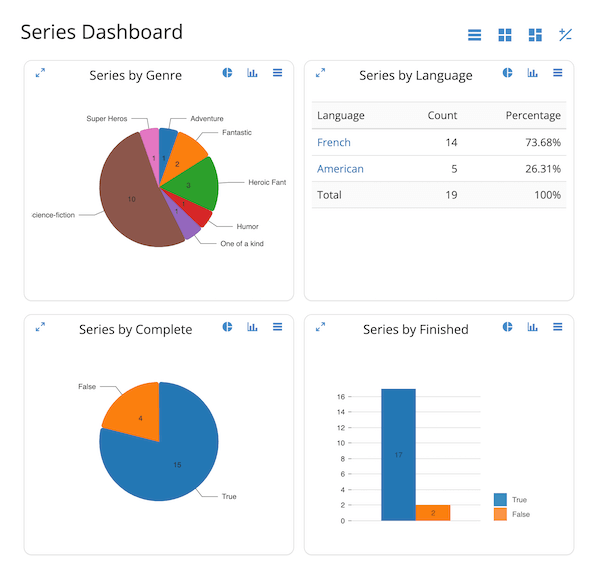 Series Dashboard
Series by Genre
Super Heros
Adventure
Fantastic
Heroic Fant
Humor
One of a kind
cience-fiction
1
1
2
3
1
1
10
Series by Language
Language Count Percentage
French 14 73.68%
American 5 26.31%
Total 19 100%
Series by Complete
False
4
15
True
Series by Finished
16
14
12
10
8
6
4
2
0
17
2
True
False